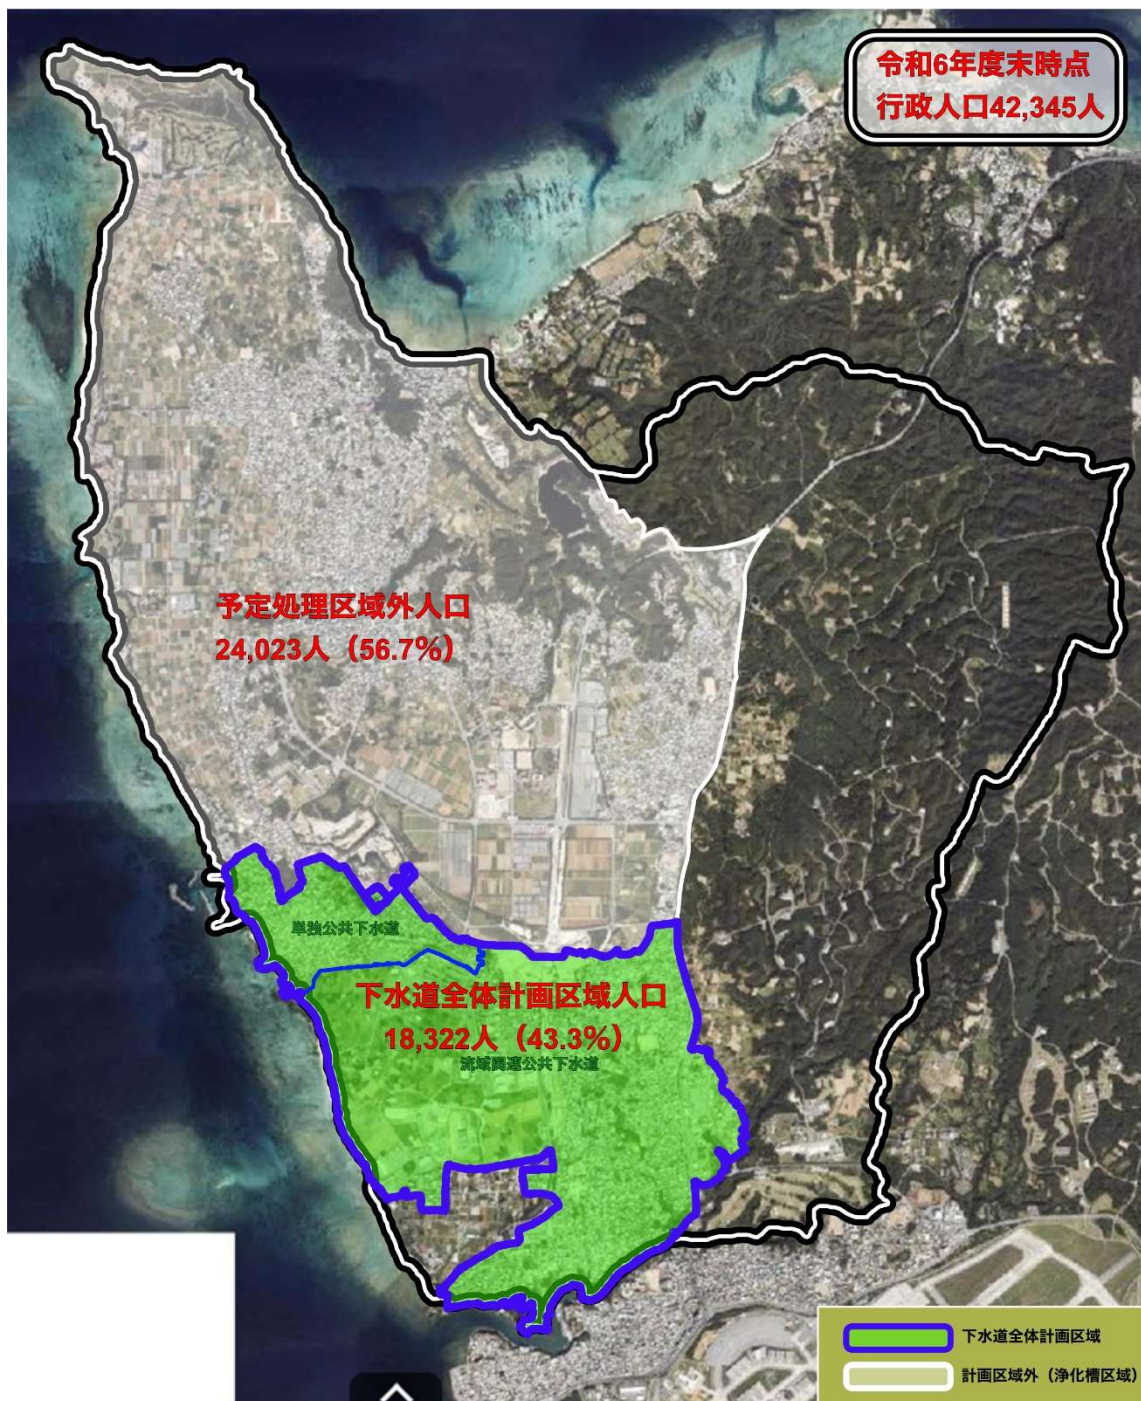 令和6年度末時点
行政人口42,345人
予定処理区域外人口
24,023人（56.7%）
単独公共下水道
下水道全体計画区域人口
18,322人（43.3%）
流域関連公共下水道
下水道全体計画区域
計画区域外（浄化槽区域）